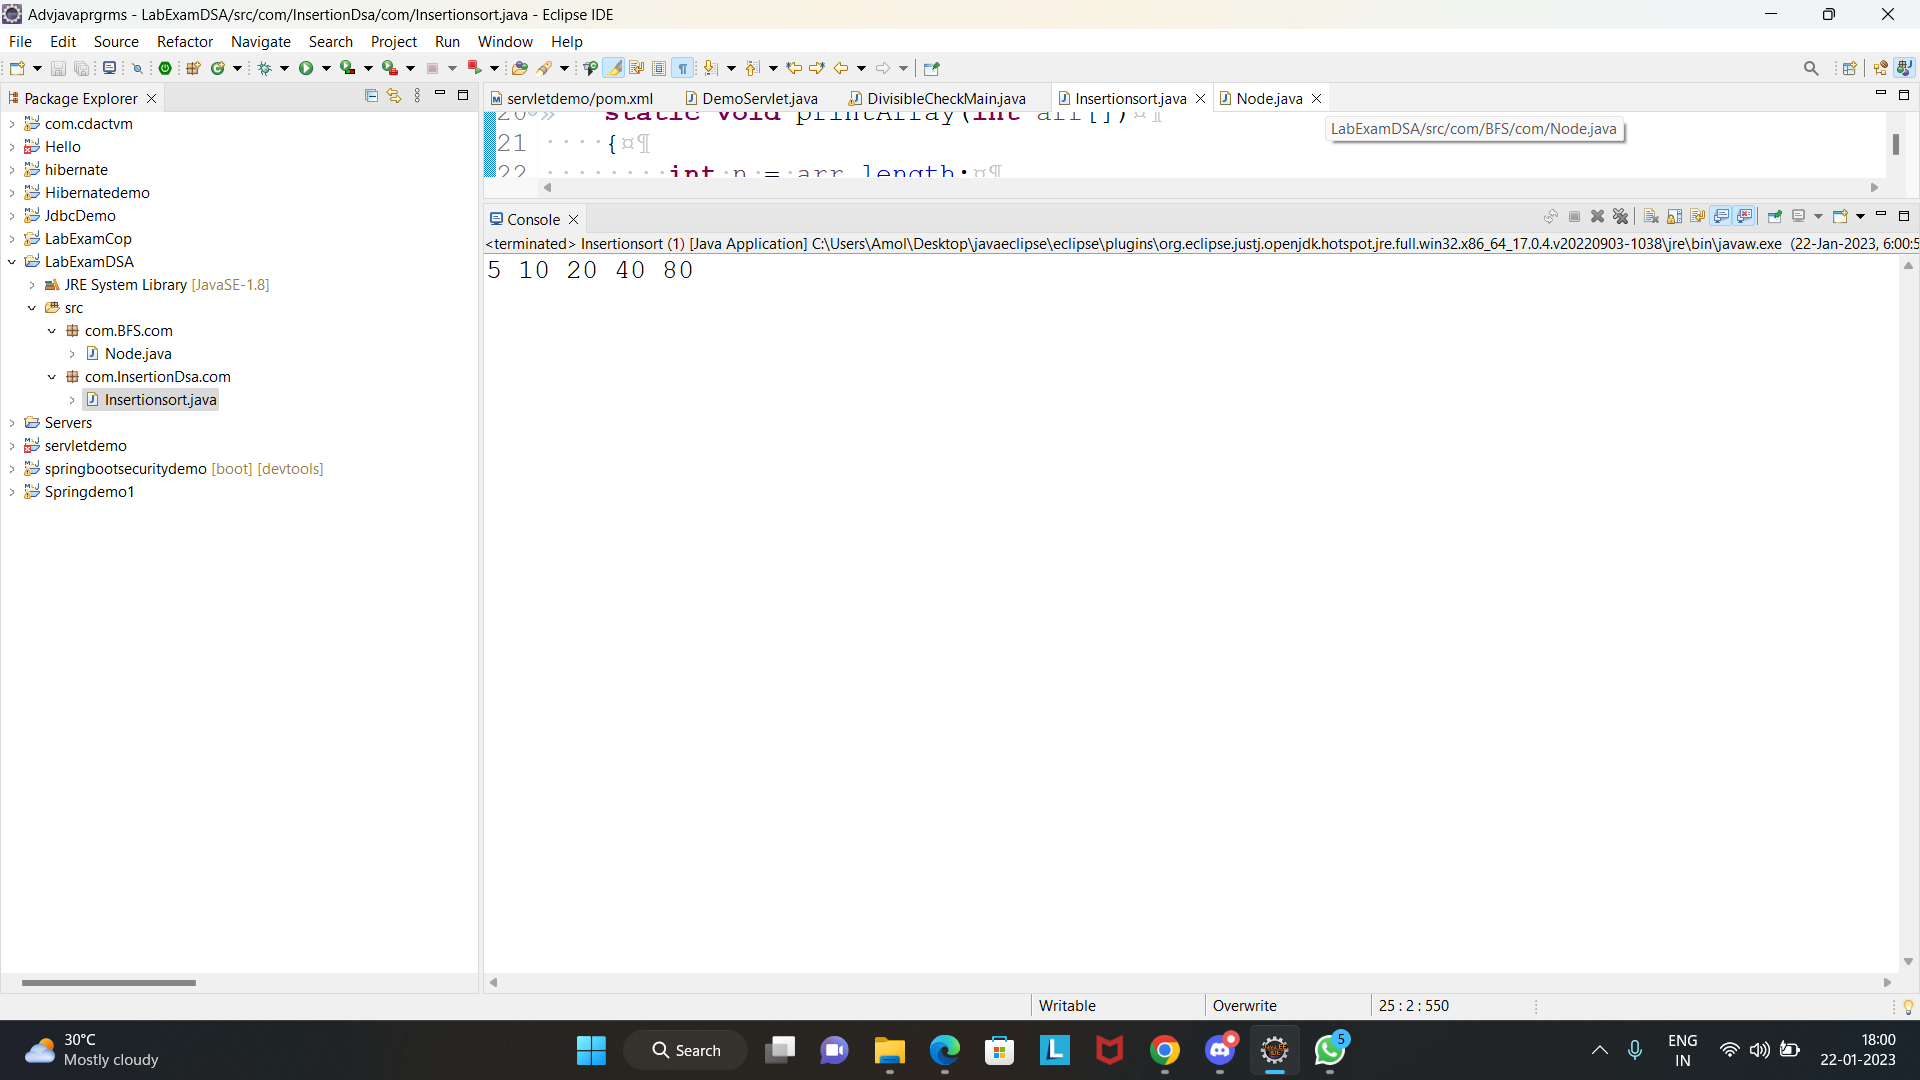 Advjavaprgrms - LabExamDSA/src/com/InsertionDsa/com/Insertionsort.java - Eclipse IDE
File Edit Source Refactor Navigate Search Project Run Window Help
Package Explorer
com.cdactvm
Hello
hibernate
Hibernatedemo
JdbcDemo
LabExamCop
LabExamDSA
JRE System Library [JavaSE-1.8]
src
com.BFS.com
Node.java
com.InsertionDsa.com
Insertionsort.java
Servers
servletdemo
springbootsecuritydemo [boot] [devtools]
Springdemo1
servletdemo/pom.xml DemoServlet.java DivisibleCheckMain.java Insertionsort.java Node.java
LabExamDSA/src/com/BFS/com/Node.java
20 static void printArray(int arr[])
21 {
22 int n = arr.length;
Console
<terminated> Insertionsort (1) [Java Application] C:\Users\Amol\Desktop\javaeclipse\eclipse\plugins\org.eclipse.justj.openjdk.hotspot.jre.full.win32.x86_64_17.0.4.v20220903-1038\jre\bin\javaw.exe (22-Jan-2023, 6:00:5
5 10 20 40 80
Writable Overwrite 25 : 2 : 550
30°C
Mostly cloudy
Search
5
ENG
IN
18:00
22-01-2023